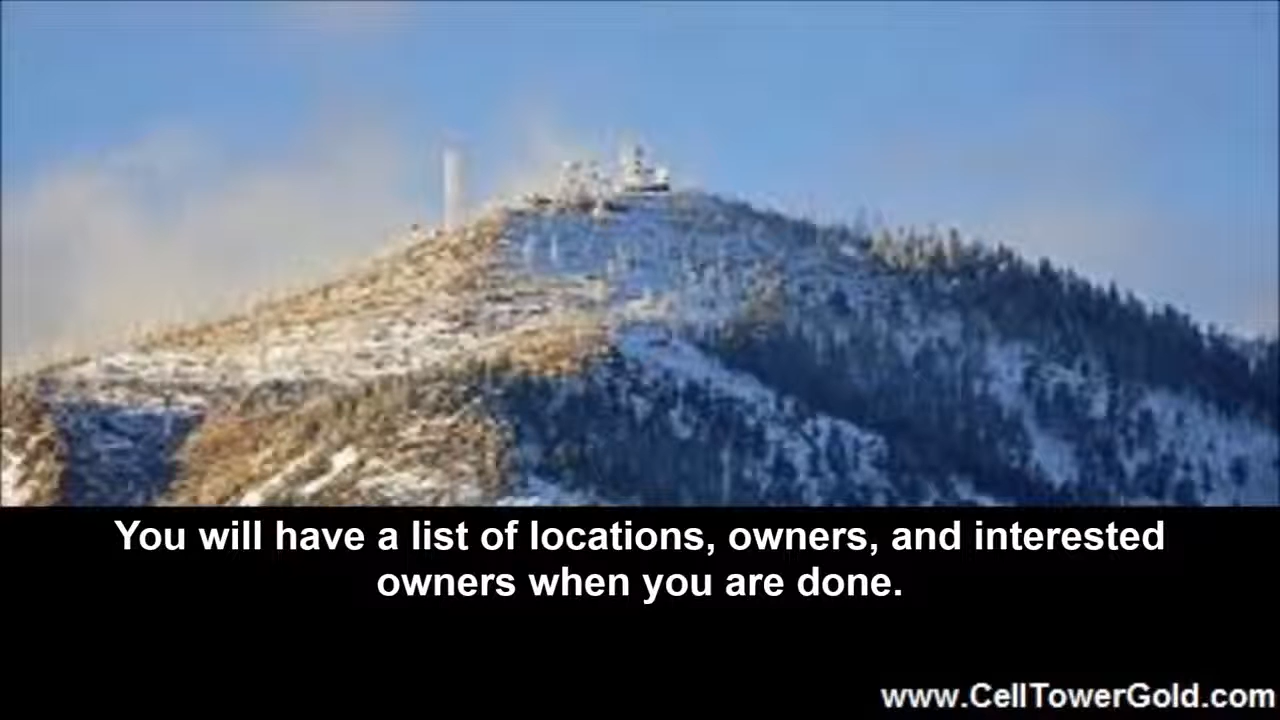 You will have a list of locations, owners, and interested
owners when you are done.
www.CellTowerGold.com